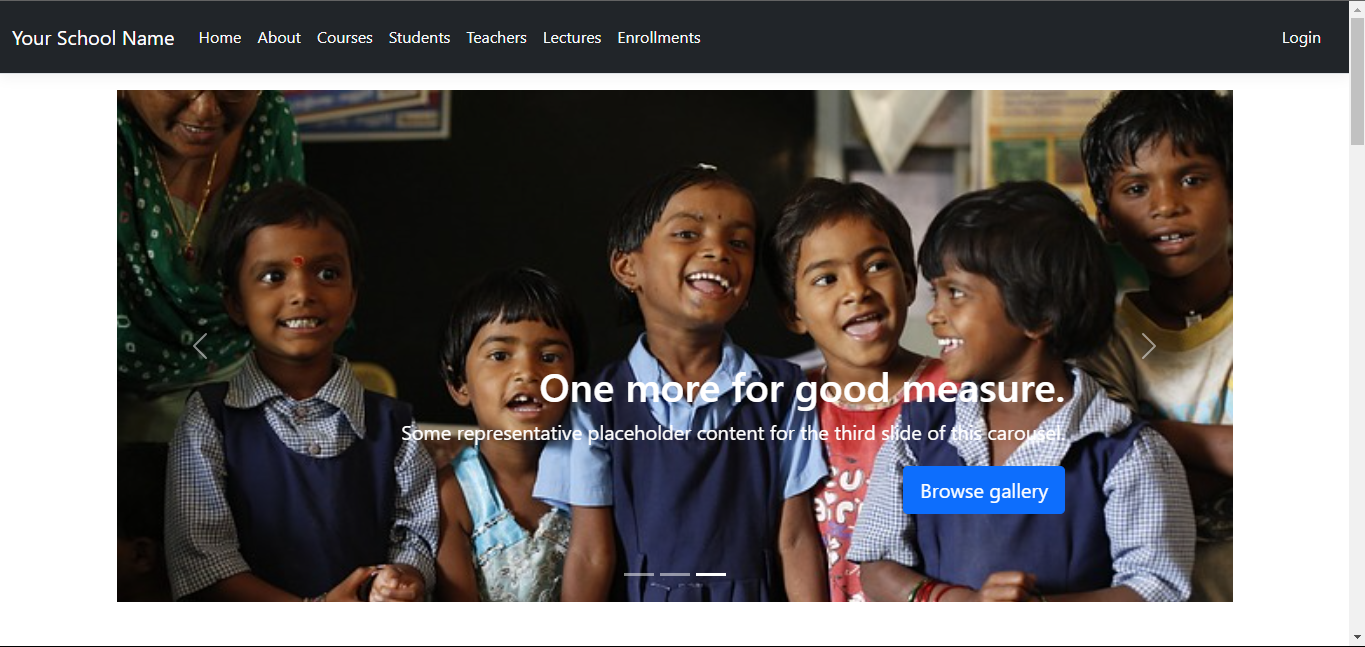 Your School Name Home About Courses Students Teachers Lectures Enrollments Login
One more for good measure.
Some representative placeholder content for the third slide of this carousel.
Browse gallery